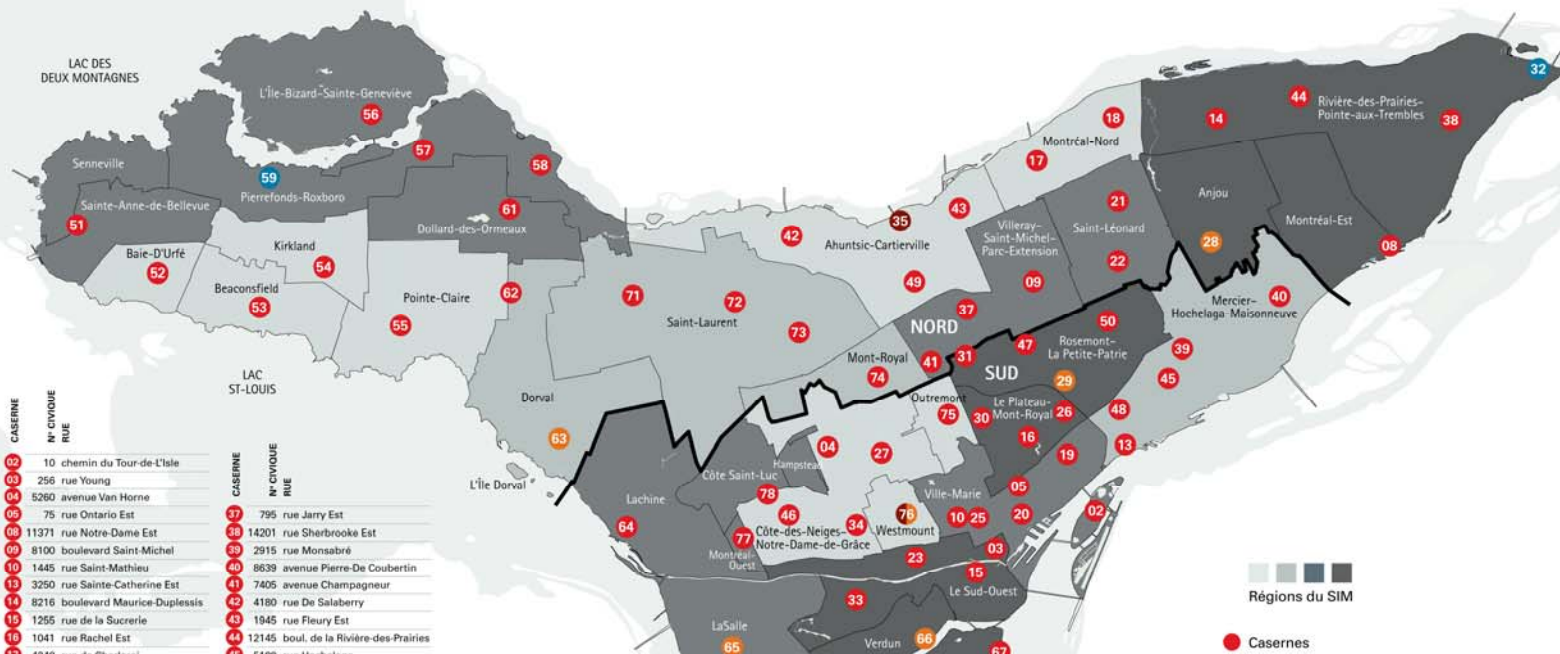 LAC DES
DEUX MONTAGNES
L'Île-Bizard-Sainte-Geneviève
56
57
58
59
Senneville
Pierrefonds-Roxboro
Sainte-Anne-de-Bellevue
51
61
Dollard-des-Ormeaux
Baie-D'Urfé
52
Kirkland
54
Beaconsfield
53
Pointe-Claire
55
62
LAC
ST-LOUIS
Dorval
63
L'Île Dorval
71
72
Saint-Laurent
73
42
35
43
Ahuntsic-Cartierville
49
18
Montréal-Nord
17
44
14
Rivière-des-Prairies-
Pointe-aux-Trembles
38
32
Villeray-
Saint-Michel-
Parc-Extension
09
21
Saint-Léonard
22
Anjou
28
Montréal-Est
08
37
NORD
41
31
47
50
Rosemont-
La Petite-Patrie
SUD
29
Mercier-
Hochelaga-Maisonneuve
40
39
45
48
13
Mont-Royal
74
Outremont
75
30
Le Plateau-
Mont-Royal
26
16
19
04
27
Hampstead
Côte Saint-Luc
78
46
Côte-des-Neiges-
Notre-Dame-de-Grâce
34
76
Westmount
Ville-Marie
05
10
25
20
02
03
Lachine
64
77
Montréal-
Ouest
23
15
Le Sud-Ouest
33
LaSalle
65
Verdun
66
67
CASERNE
N° CIVIQUE
RUE
02 10 chemin du Tour-de-L'Isle
03 256 rue Young
04 5260 avenue Van Horne
05 75 rue Ontario Est
08 11371 rue Notre-Dame Est
09 8100 boulevard Saint-Michel
10 1445 rue Saint-Mathieu
13 3250 rue Sainte-Catherine Est
14 8216 boulevard Maurice-Duplessis
15 1255 rue de la Sucrerie
16 1041 rue Rachel Est
CASERNE
N° CIVIQUE
RUE
37 795 rue Jarry Est
38 14201 rue Sherbrooke Est
39 2915 rue Monsabré
40 8639 avenue Pierre-De Coubertin
41 7405 avenue Champagneur
42 4180 rue De Salaberry
43 1945 rue Fleury Est
44 12145 boul. de la Rivière-des-Prairies
Régions du SIM
Casernes